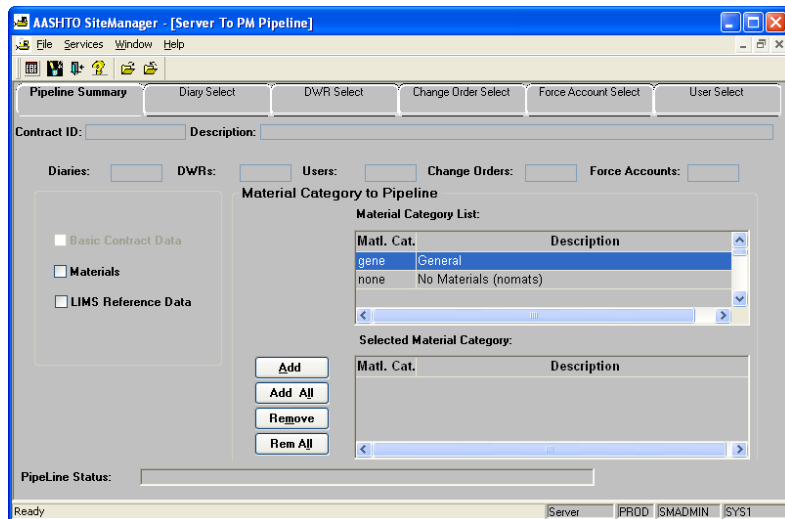 AASHTO SiteManager - [Server To PM Pipeline]
File Services Window Help
Pipeline Summary Diary Select DWR Select Change Order Select Force Account Select User Select
Contract ID: Description:
Diaries: DWRs: Users: Change Orders: Force Accounts:
Material Category to Pipeline
Material Category List:
Basic Contract Data
Matl. Cat. Description
gene General
Materials
none No Materials (nomats)
LIMS Reference Data
Selected Material Category:
Add
Matl. Cat. Description
Add All
Remove
Rem All
PipeLine Status:
Ready Server PROD SMADMIN SYS1